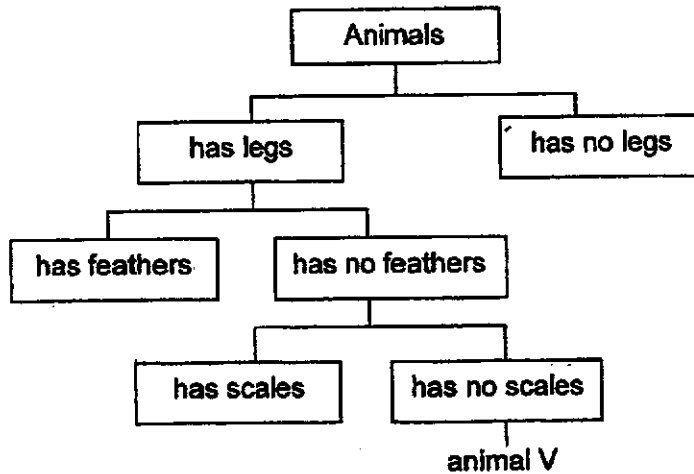 Animals
has legs
has no legs
has feathers
has no feathers
has scales
has no scales
animal V